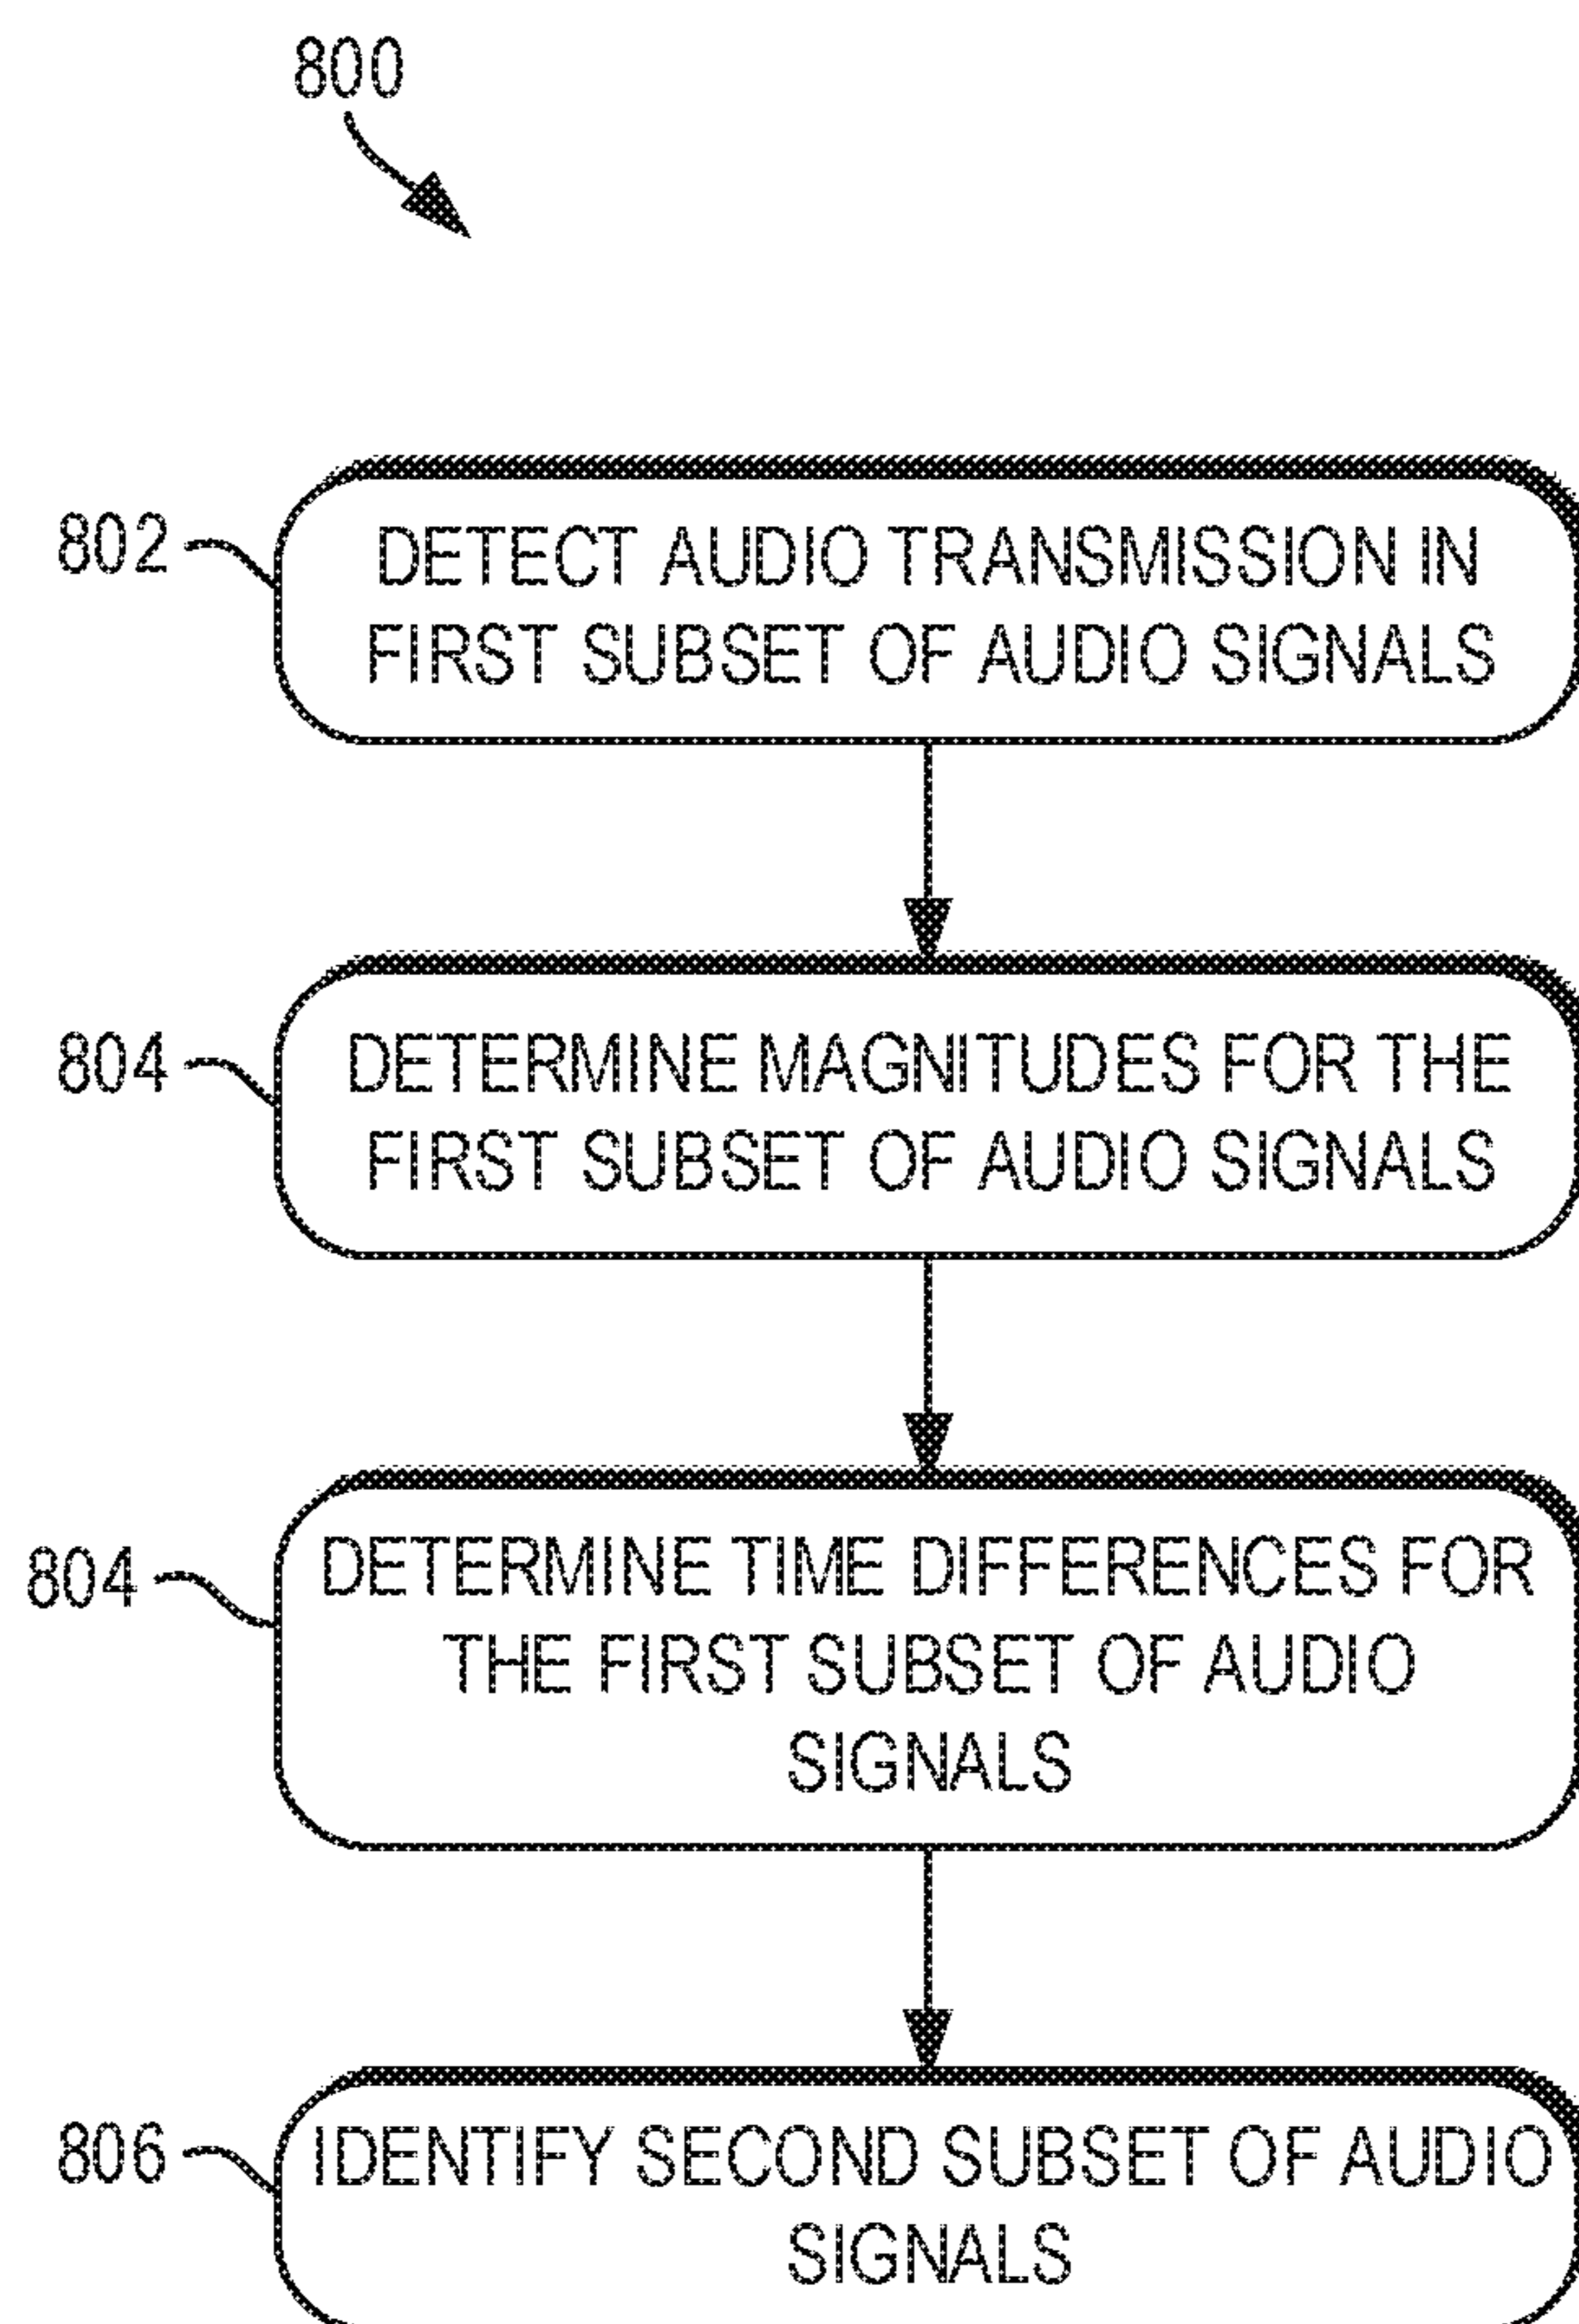 800
802
DETECT AUDIO TRANSMISSION IN
FIRST SUBSET OF AUDIO SIGNALS
804
DETERMINE MAGNITUDES FOR THE
FIRST SUBSET OF AUDIO SIGNALS
804
DETERMINE TIME DIFFERENCES FOR
THE FIRST SUBSET OF AUDIO
SIGNALS
806
IDENTIFY SECOND SUBSET OF AUDIO
SIGNALS